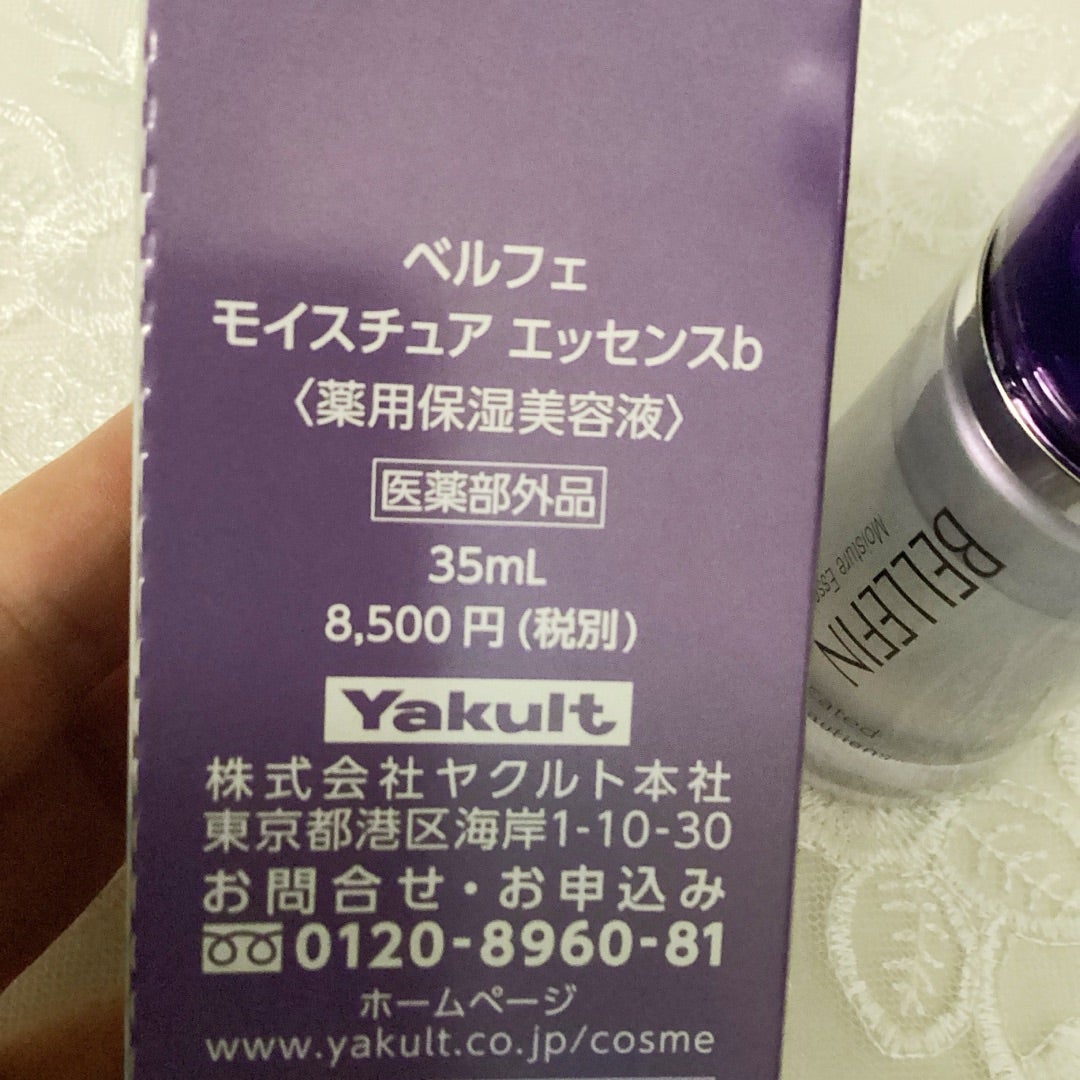 ベルフェ
モイスチュア エッセンスb
〈薬用保湿美容液〉
医薬部外品
35mL
8,500円(税別)
Yakult
株式会社ヤクルト本社
東京都港区海岸1-10-30
お問合せ・お申込み
0120-8960-81
ホームページ
www.yakult.co.jp/cosme
BELLEFIN
Moisture